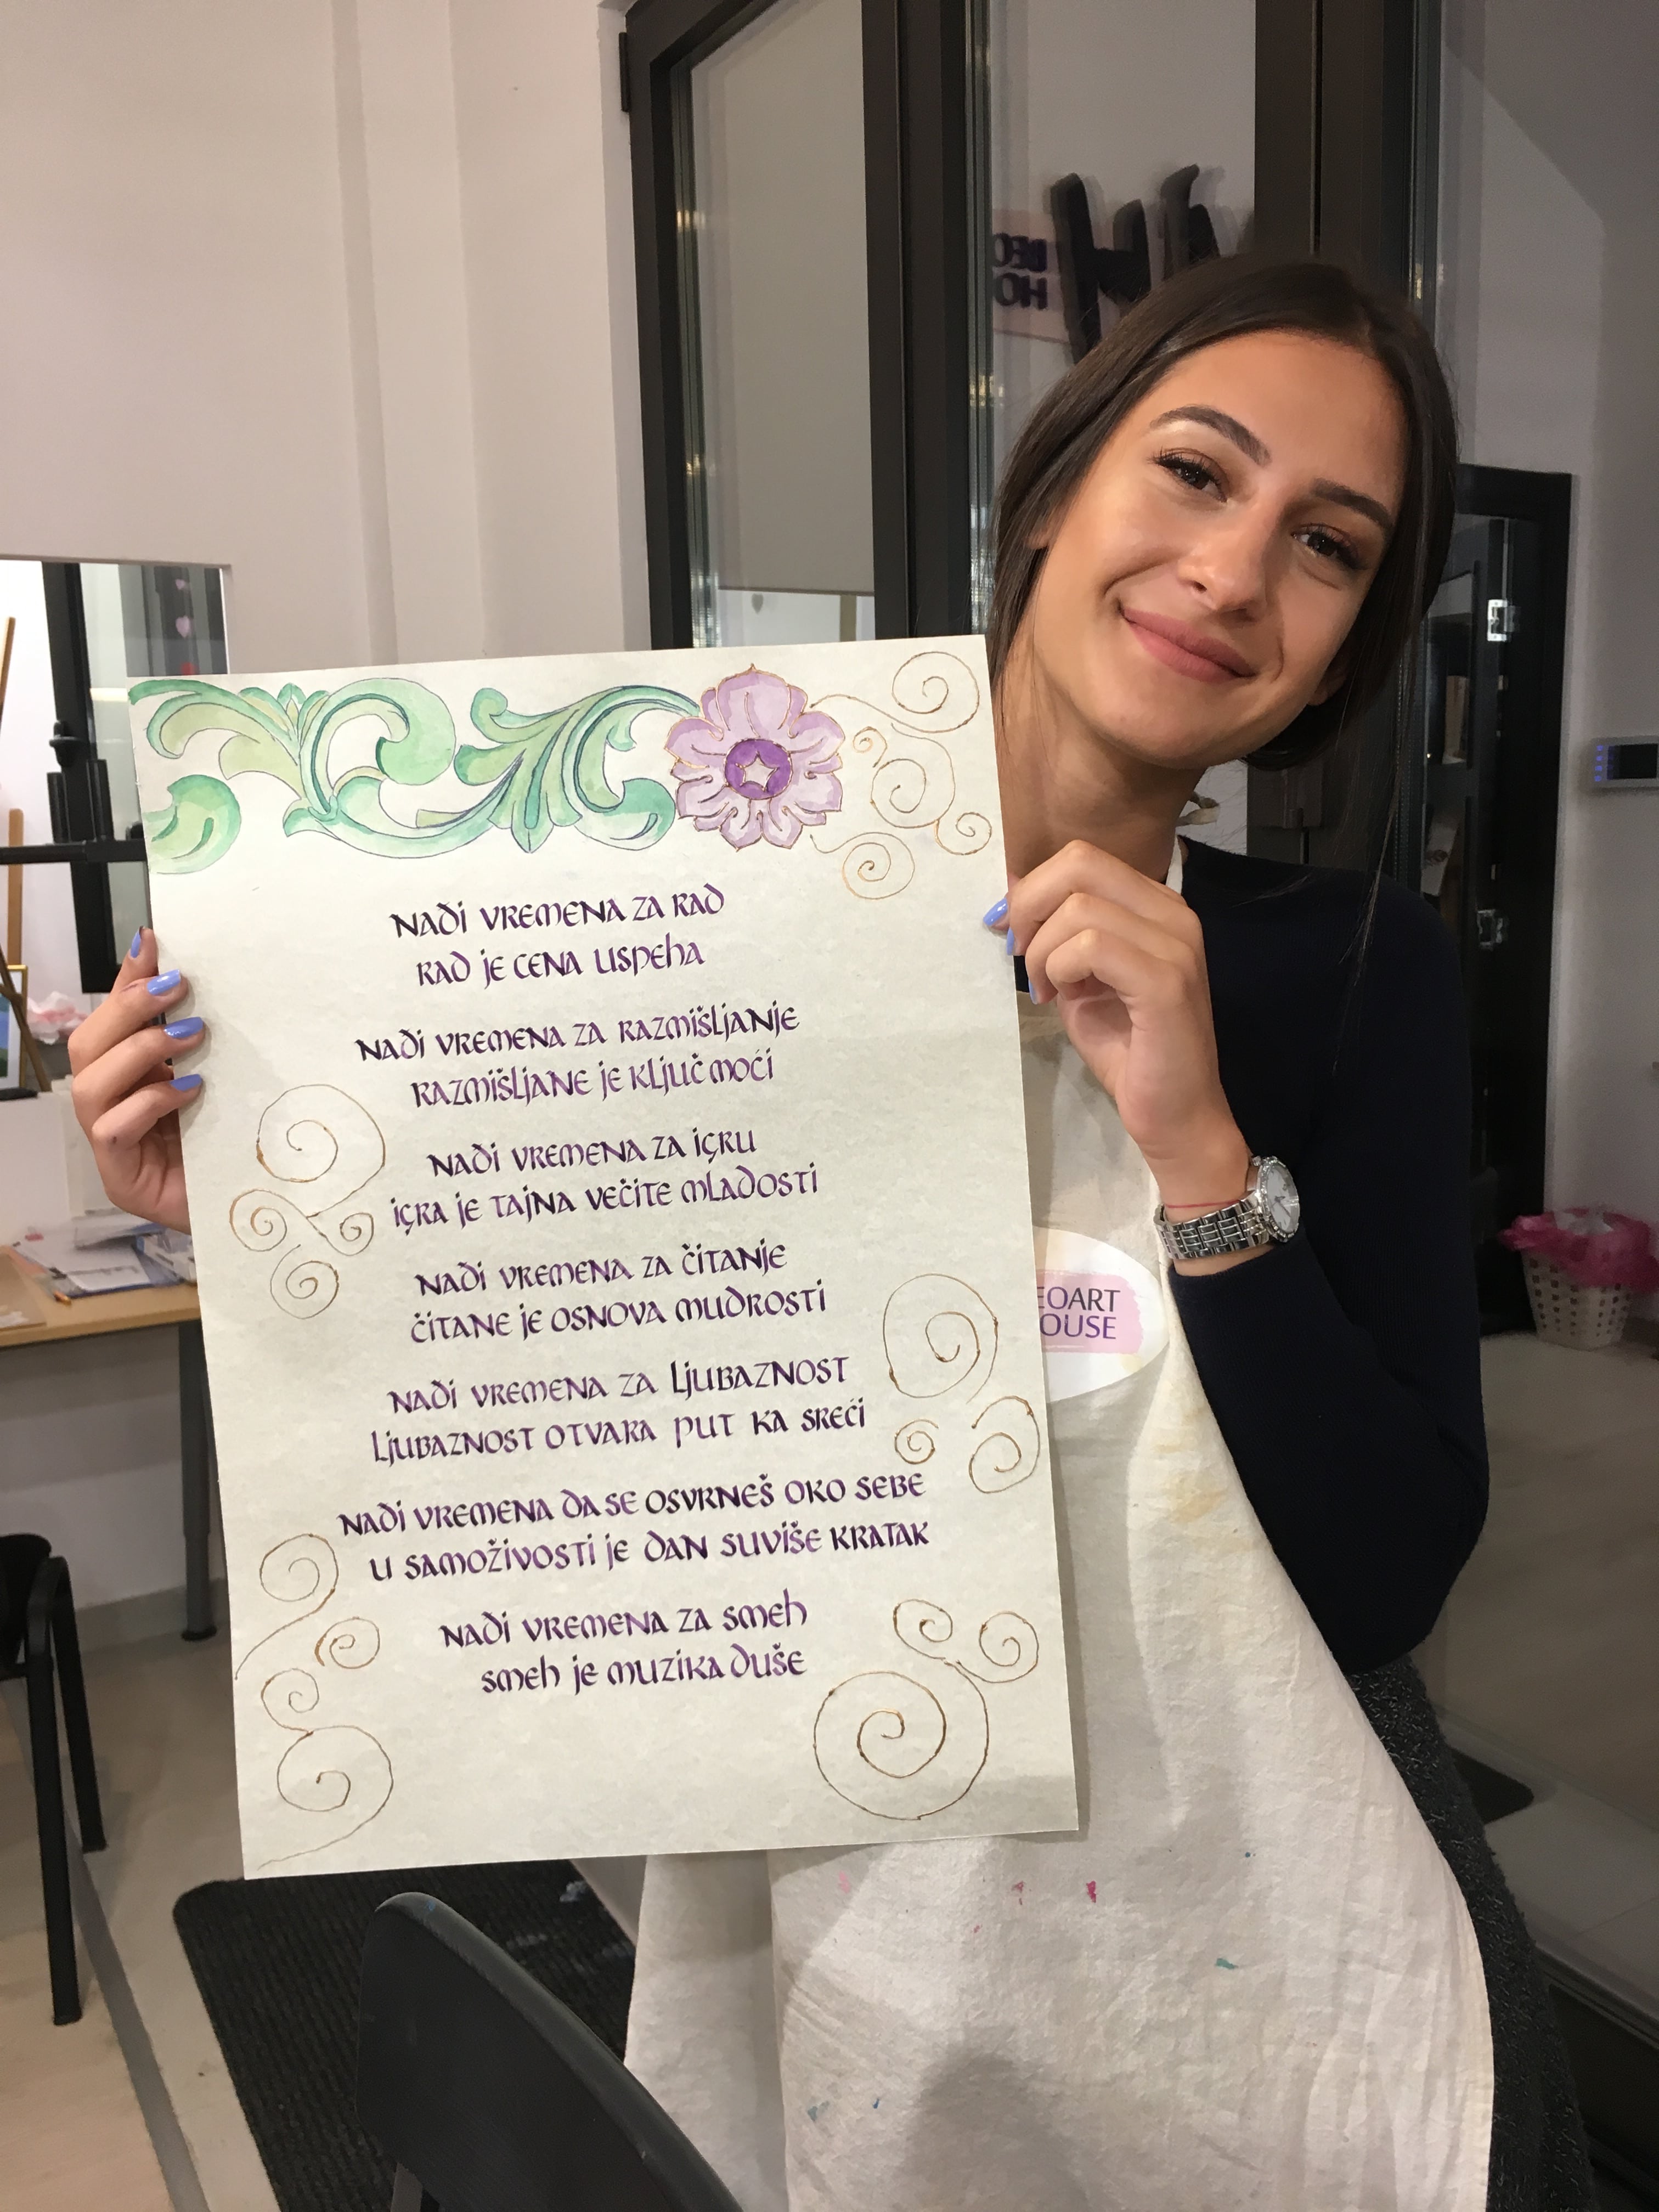 NAĐI VREMENA ZA RAD
RAD JE CENA USPEHA
NAĐI VREMENA ZA RAZMIŠLJANJE
RAZMIŠLJANE JE KLJUČ MOĆI
NAĐI VREMENA ZA IGRU
IGRA JE TAJNA VEČITE MLADOSTI
NAĐI VREMENA ZA ČITANJE
ČITANE JE OSNOVA MUDROSTI
NAĐI VREMENA ZA LJUBAZNOST
LJUBAZNOST OTVARA PUT KA SREĆI
NAĐI VREMENA DA SE OSVRNEŠ OKO SEBE
U SAMOŽIVOSTI JE DAN SUVIŠE KRATAK
NAĐI VREMENA ZA SMEH
SMEH JE MUZIKA DUŠE
EOART
OUSE
BEO
HO